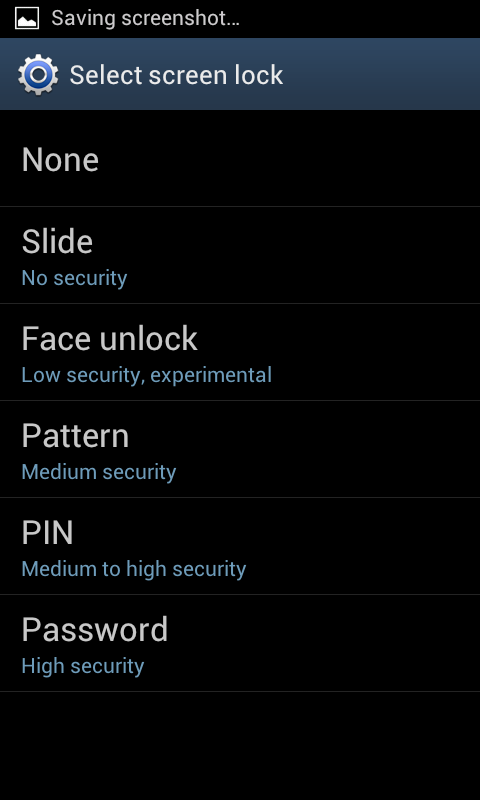 Saving screenshot...
Select screen lock
None
Slide
No security
Face unlock
Low security, experimental
Pattern
Medium security
PIN
Medium to high security
Password
High security